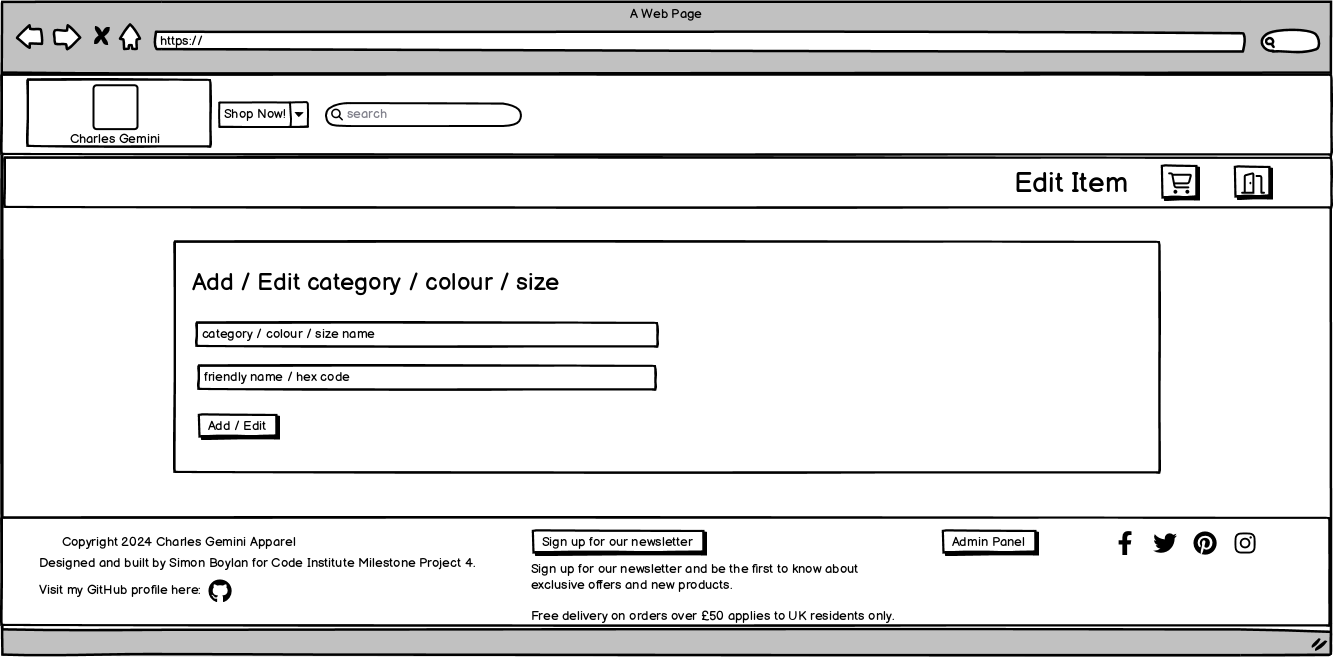 A Web Page
https://
Charles Gemini
Shop Now!
search
Edit Item
Add / Edit category / colour / size
category / colour / size name
friendly name / hex code
Add / Edit
Copyright 2024 Charles Gemini Apparel
Designed and built by Simon Boylan for Code Institute Milestone Project 4.
Visit my GitHub profile here:
Sign up for our newsletter
Sign up for our newsletter and be the first to know about
exclusive offers and new products.
Free delivery on orders over £50 applies to UK residents only.
Admin Panel